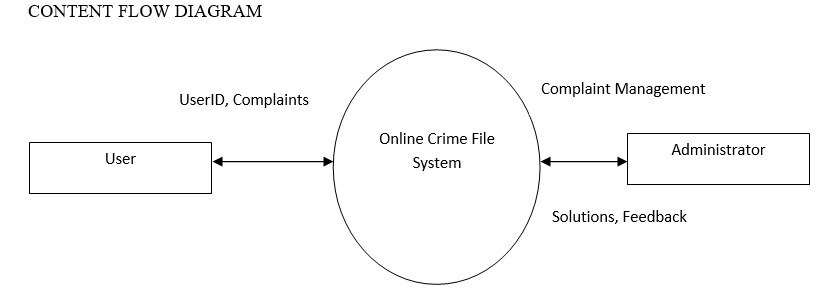 CONTENT FLOW DIAGRAM
UserID, Complaints
Complaint Management
User
Online Crime File
System
Administrator
Solutions, Feedback